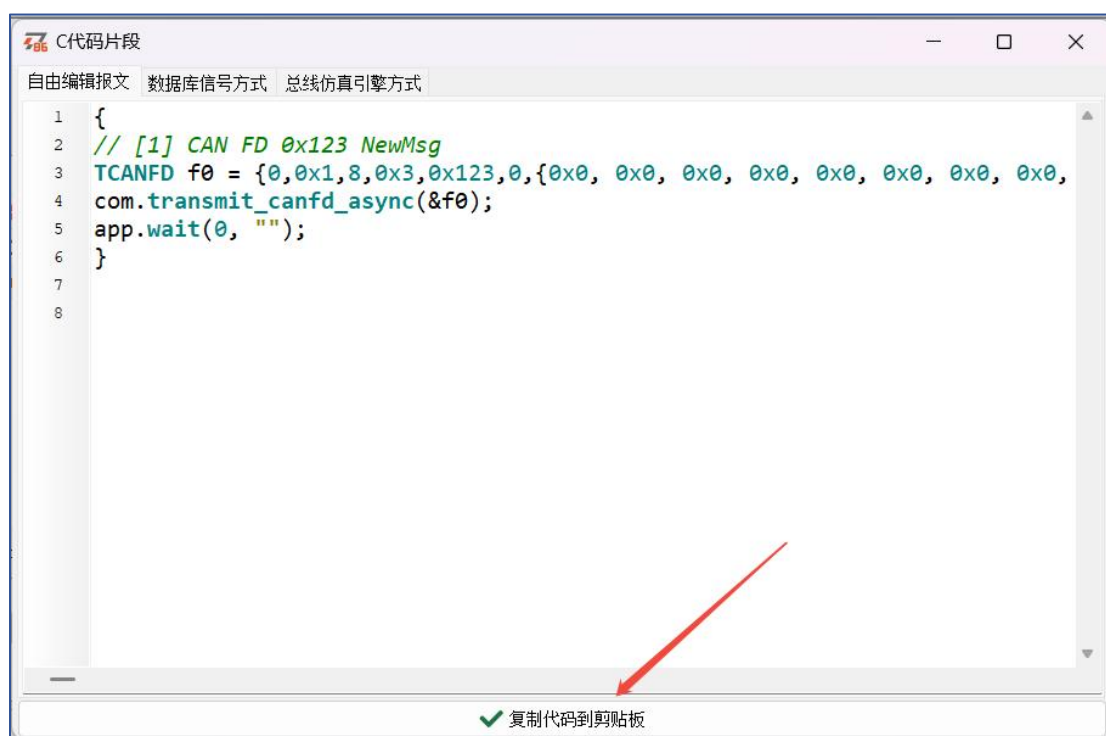 C代码片段
自由编辑报文 数据库信号方式 总线仿真引擎方式
1 {
2 // [1] CAN FD 0x123 NewMsg
3 TCANFD f0 = {0,0x1,8,0x3,0x123,0,{0x0, 0x0, 0x0, 0x0, 0x0, 0x0, 0x0, 0x0,
4 com.transmit_canfd_async(&f0);
5 app.wait(0, "");
6 }
7
8
复制代码到剪贴板